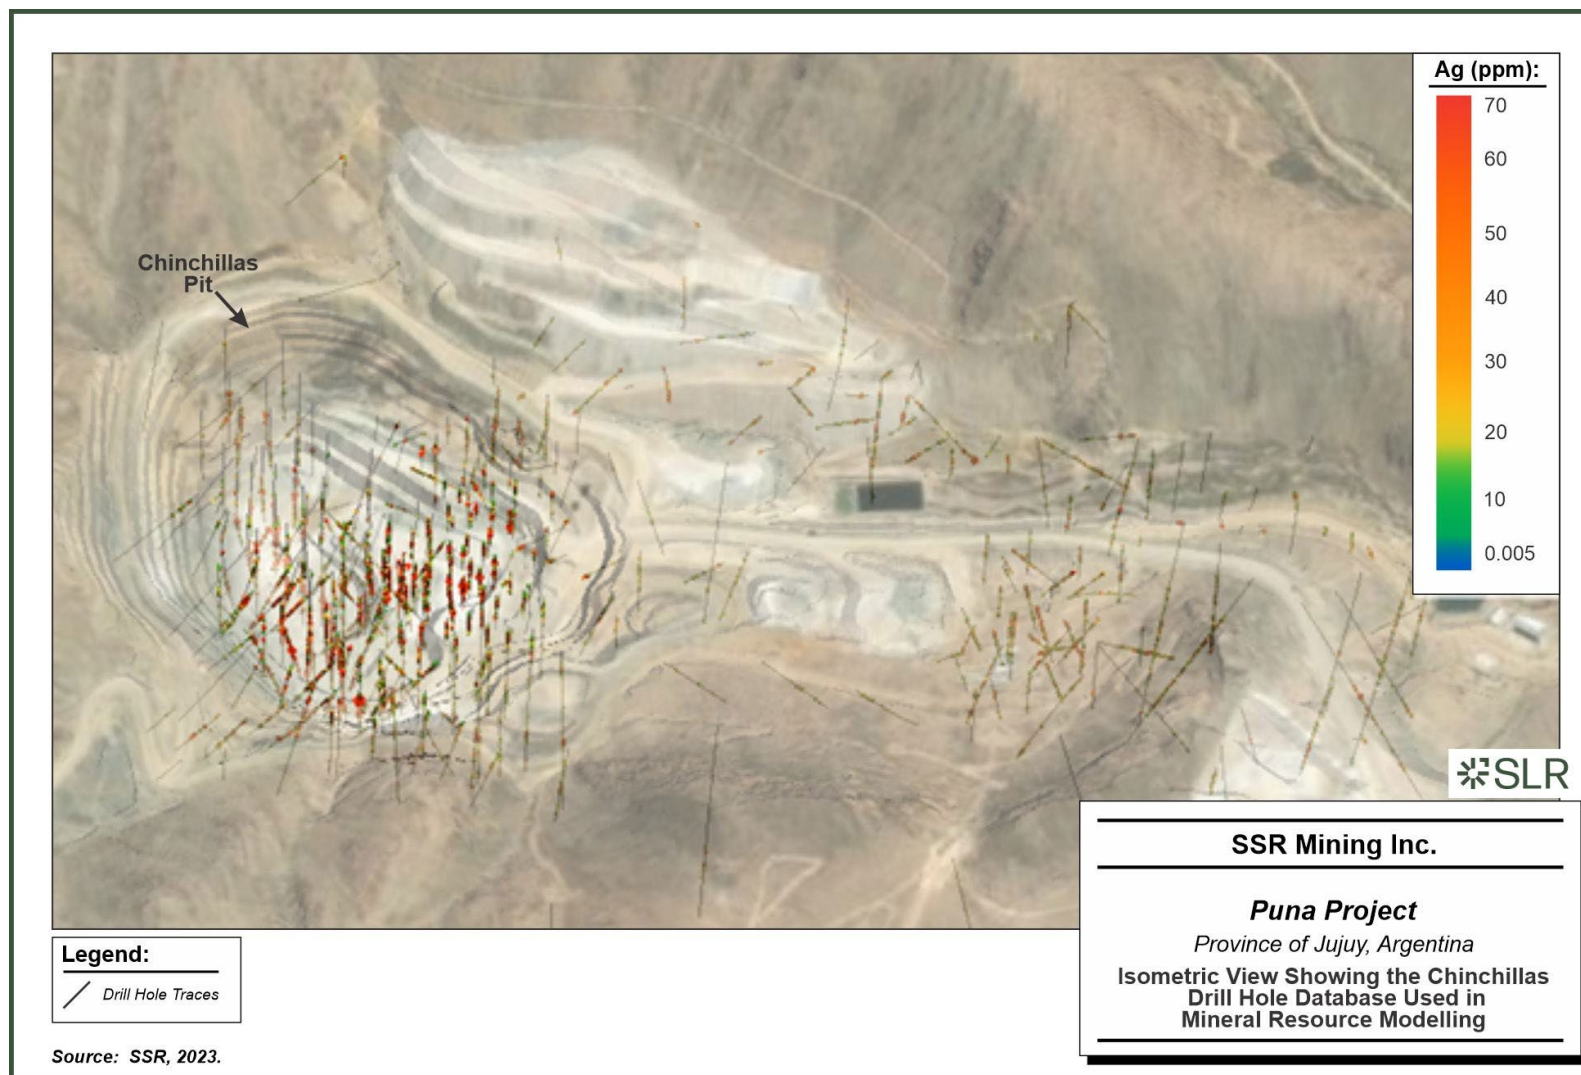 Ag (ppm):
70
60
50
40
30
20
10
0.005
Chinchillas
Pit
SLR
SSR Mining Inc.
Puna Project
Province of Jujuy, Argentina
Isometric View Showing the Chinchillas
Drill Hole Database Used in
Mineral Resource Modelling
Legend:
Drill Hole Traces
Source: SSR, 2023.